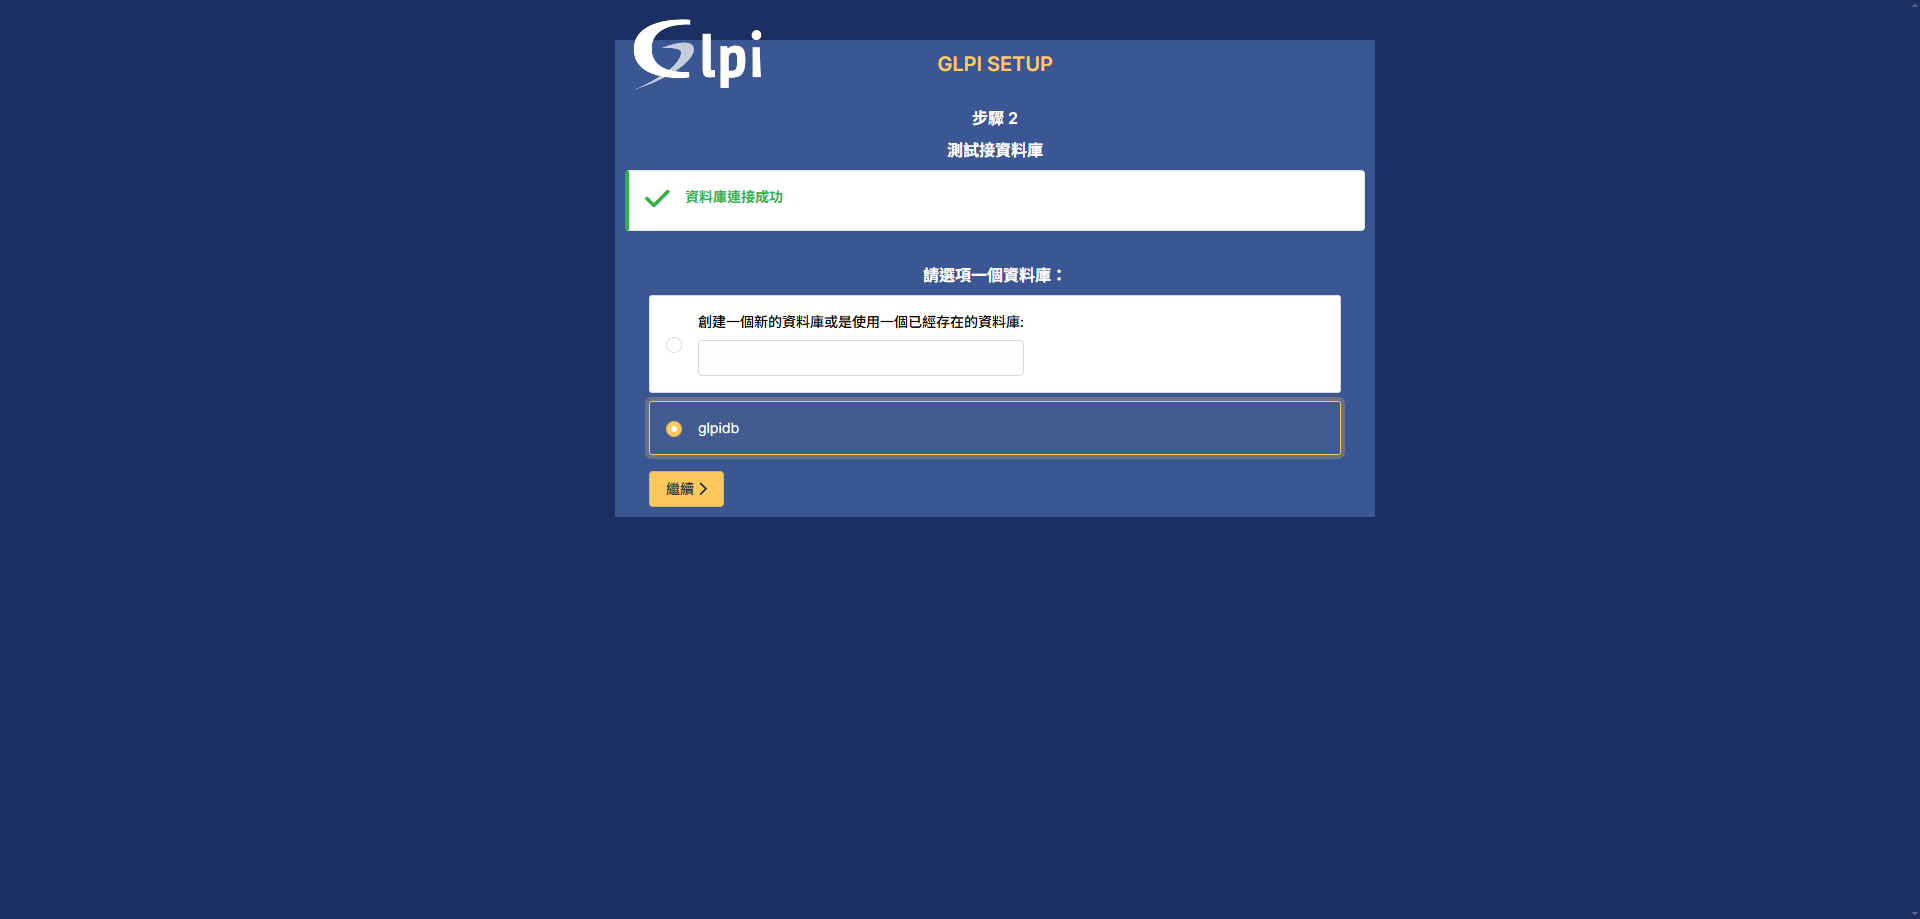 Glpi
GLPI SETUP
步驟 2
測試接資料庫
資料庫連接成功
請選項一個資料庫：
創建一個新的資料庫或是使用一個已經存在的資料庫:
glpidb
繼續